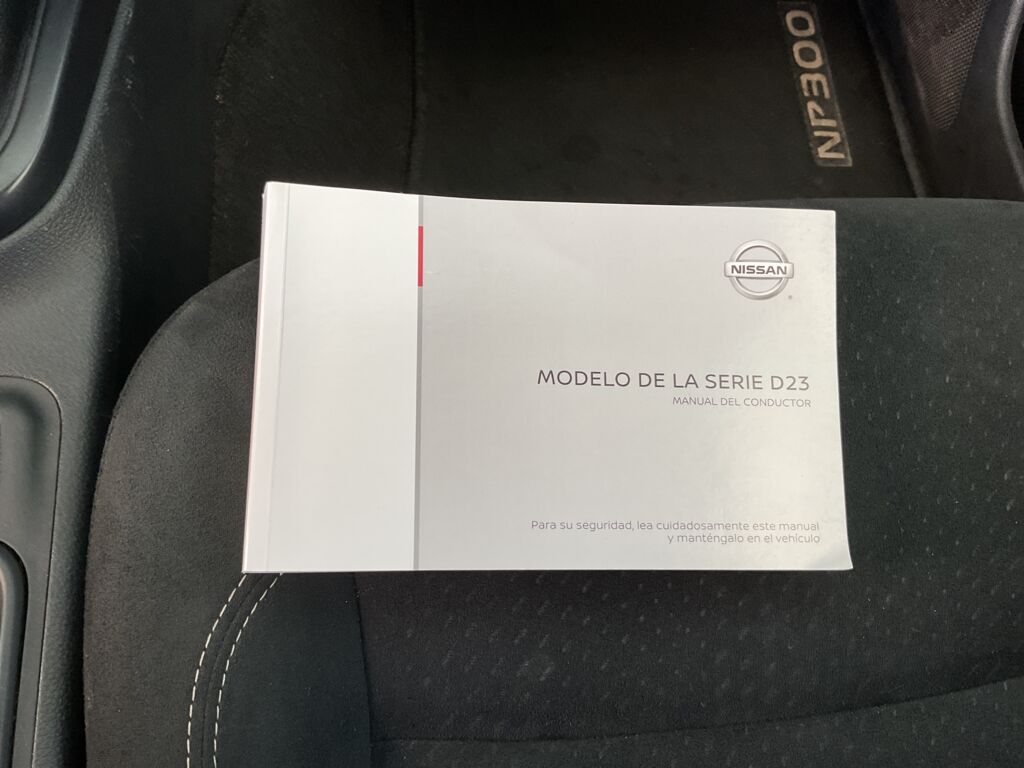 NP300
NISSAN
MODELO DE LA SERIE D23
MANUAL DEL CONDUCTOR
Para su seguridad, lea cuidadosamente este manual
y manténgalo en el vehículo